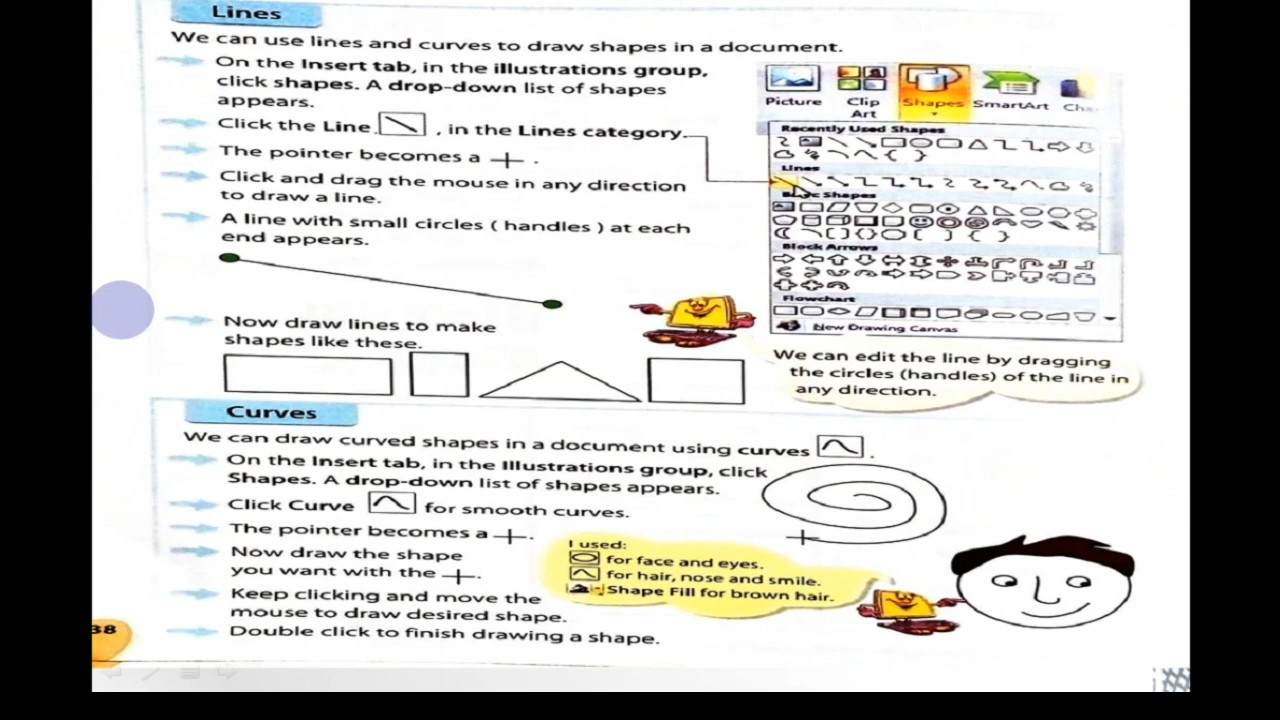 Lines
We can use lines and curves to draw shapes in a document.
On the Insert tab, in the illustrations group,
click shapes. A drop-down list of shapes
appears.
Click the Line , in the Lines category.
The pointer becomes a .
Click and drag the mouse in any direction
to draw a line.
A line with small circles ( handles ) at each
end appears.
Now draw lines to make
shapes like these.
Picture
Clip
Art
Shapes
SmartArt
Cha
Recently Used Shapes
Lines
Basic Shapes
Block Arrows
Flowchart
New Drawing Canvas
We can edit the line by dragging
the circles (handles) of the line in
any direction.
Curves
We can draw curved shapes in a document using curves .
On the Insert tab, in the Illustrations group, click
Shapes. A drop-down list of shapes appears.
Click Curve for smooth curves.
The pointer becomes a .
Now draw the shape
you want with the .
Keep clicking and move the
mouse to draw desired shape.
Double click to finish drawing a shape.
I used:
for face and eyes.
for hair, nose and smile.
Shape Fill for brown hair.
38